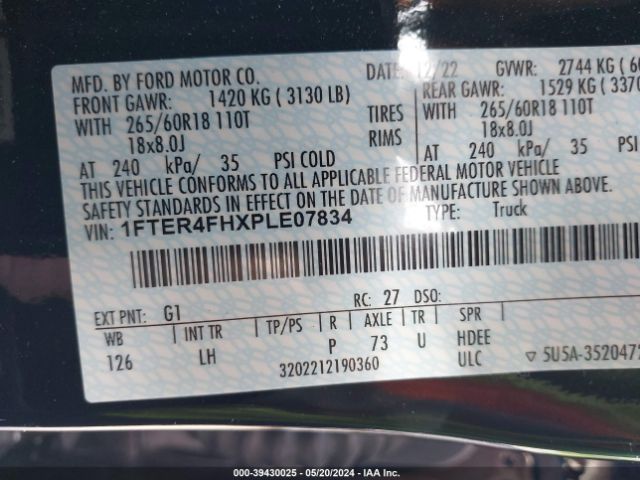 MFD. BY FORD MOTOR CO. DATE: 12/22 GVWR: 2744 KG ( 60
FRONT GAWR: 1420 KG ( 3130 LB) REAR GAWR: 1529 KG ( 3370
WITH 265/60R18 110T TIRES WITH 265/60R18 110T
18x8.0J RIMS 18x8.0J
AT 240 kPa/ 35 PSI COLD AT 240 kPa/ 35 PSI
THIS VEHICLE CONFORMS TO ALL APPLICABLE FEDERAL MOTOR VEHICLE
SAFETY STANDARDS IN EFFECT ON THE DATE OF MANUFACTURE SHOWN ABOVE.
VIN: 1FTER4FHXPLE07834 TYPE: Truck
EXT PNT: G1 RC: 27 DSO:
WB INT TR TP/PS R AXLE TR SPR
126 LH P 73 U HDEE
3202212190360 ULC ▽ 5U5A-3520472
000-39430025 - 05/20/2024 - IAAI.COM